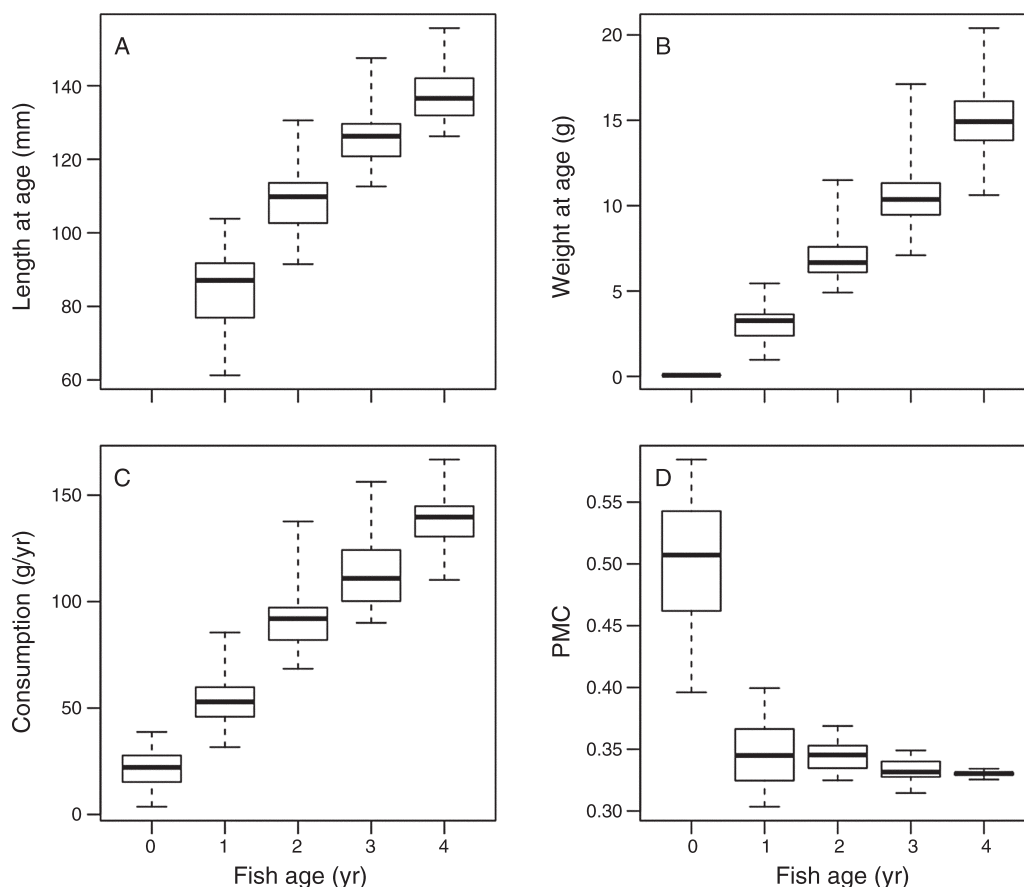 A
Length at age (mm)
140
120
100
80
60
B
Weight at age (g)
20
15
10
5
0
C
Consumption (g/yr)
150
100
50
0
0 1 2 3 4
Fish age (yr)
D
PMC
0.55
0.50
0.45
0.40
0.35
0.30
0 1 2 3 4
Fish age (yr)